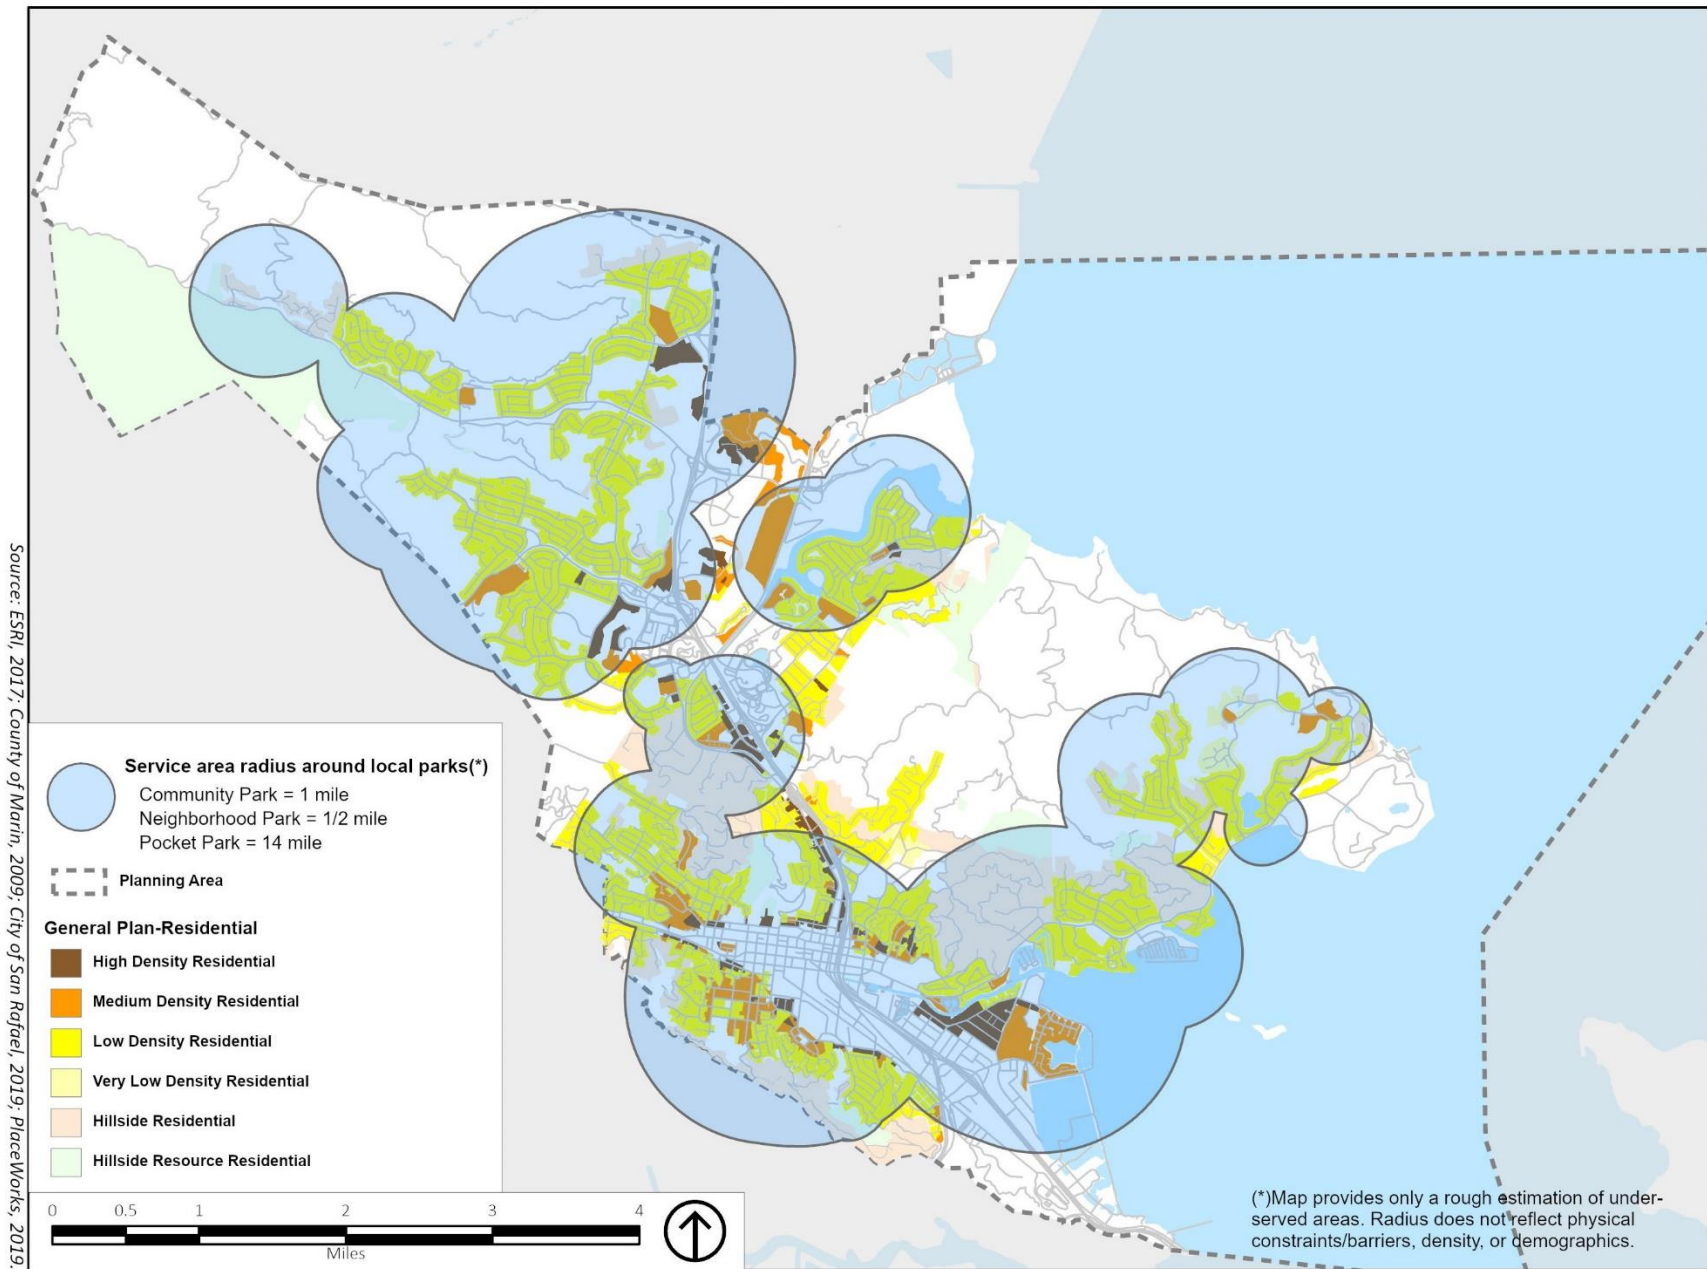 Source: ESRI, 2017; County of Marin, 2009; City of San Rafael, 2019; PlaceWorks, 2019.
Service area radius around local parks(*)
Community Park = 1 mile
Neighborhood Park = 1/2 mile
Pocket Park = 14 mile
Planning Area
General Plan-Residential
High Density Residential
Medium Density Residential
Low Density Residential
Very Low Density Residential
Hillside Residential
Hillside Resource Residential
0 0.5 1 2 3 4
Miles
(*)Map provides only a rough estimation of under-
served areas. Radius does not reflect physical
constraints/barriers, density, or demographics.